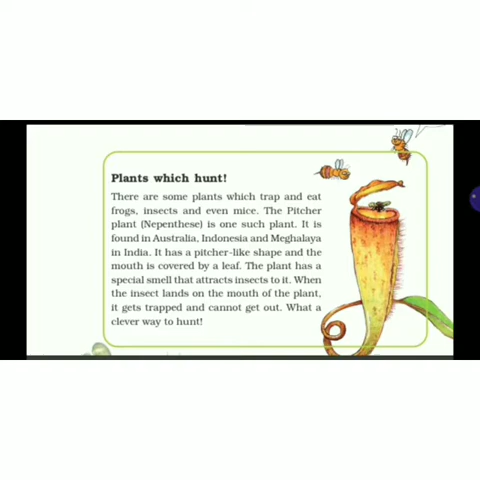 Plants which hunt!
There are some plants which trap and eat
frogs, insects and even mice. The Pitcher
plant (Nepenthese) is one such plant. It is
found in Australia, Indonesia and Meghalaya
in India. It has a pitcher-like shape and the
mouth is covered by a leaf. The plant has a
special smell that attracts insects to it. When
the insect lands on the mouth of the plant,
it gets trapped and cannot get out. What a
clever way to hunt!